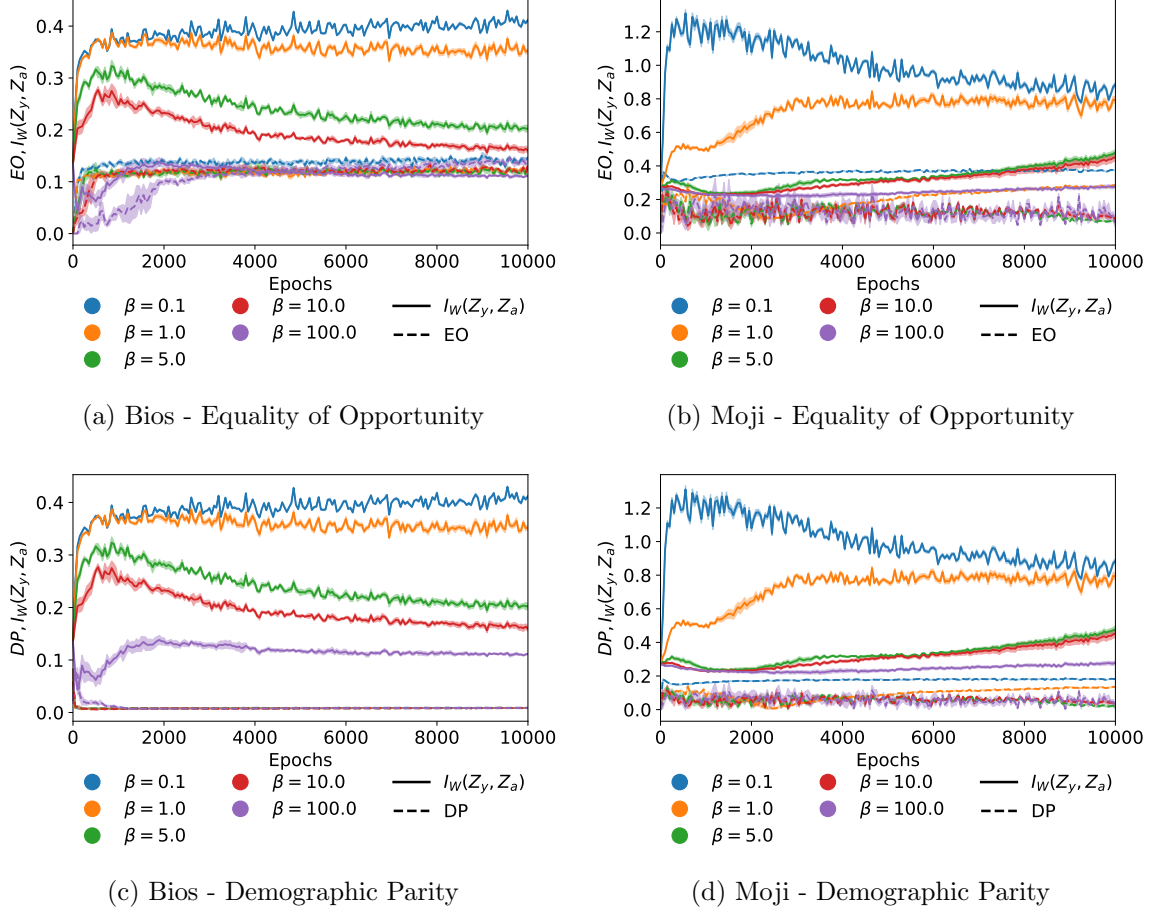 EO, I_W(Z_y, Z_a)
0.4
0.3
0.2
0.1
0.0
0 2000 4000 6000 8000 10000
Epochs
β = 0.1 β = 10.0 I_W(Z_y, Z_a)
β = 1.0 β = 100.0 EO
β = 5.0
(a) Bios - Equality of Opportunity
EO, I_W(Z_y, Z_a)
1.2
1.0
0.8
0.6
0.4
0.2
0.0
0 2000 4000 6000 8000 10000
Epochs
β = 0.1 β = 10.0 I_W(Z_y, Z_a)
β = 1.0 β = 100.0 EO
β = 5.0
(b) Moji - Equality of Opportunity
DP, I_W(Z_y, Z_a)
0.4
0.3
0.2
0.1
0.0
0 2000 4000 6000 8000 10000
Epochs
β = 0.1 β = 10.0 I_W(Z_y, Z_a)
β = 1.0 β = 100.0 DP
β = 5.0
(c) Bios - Demographic Parity
DP, I_W(Z_y, Z_a)
1.2
1.0
0.8
0.6
0.4
0.2
0.0
0 2000 4000 6000 8000 10000
Epochs
β = 0.1 β = 10.0 I_W(Z_y, Z_a)
β = 1.0 β = 100.0 DP
β = 5.0
(d) Moji - Demographic Parity